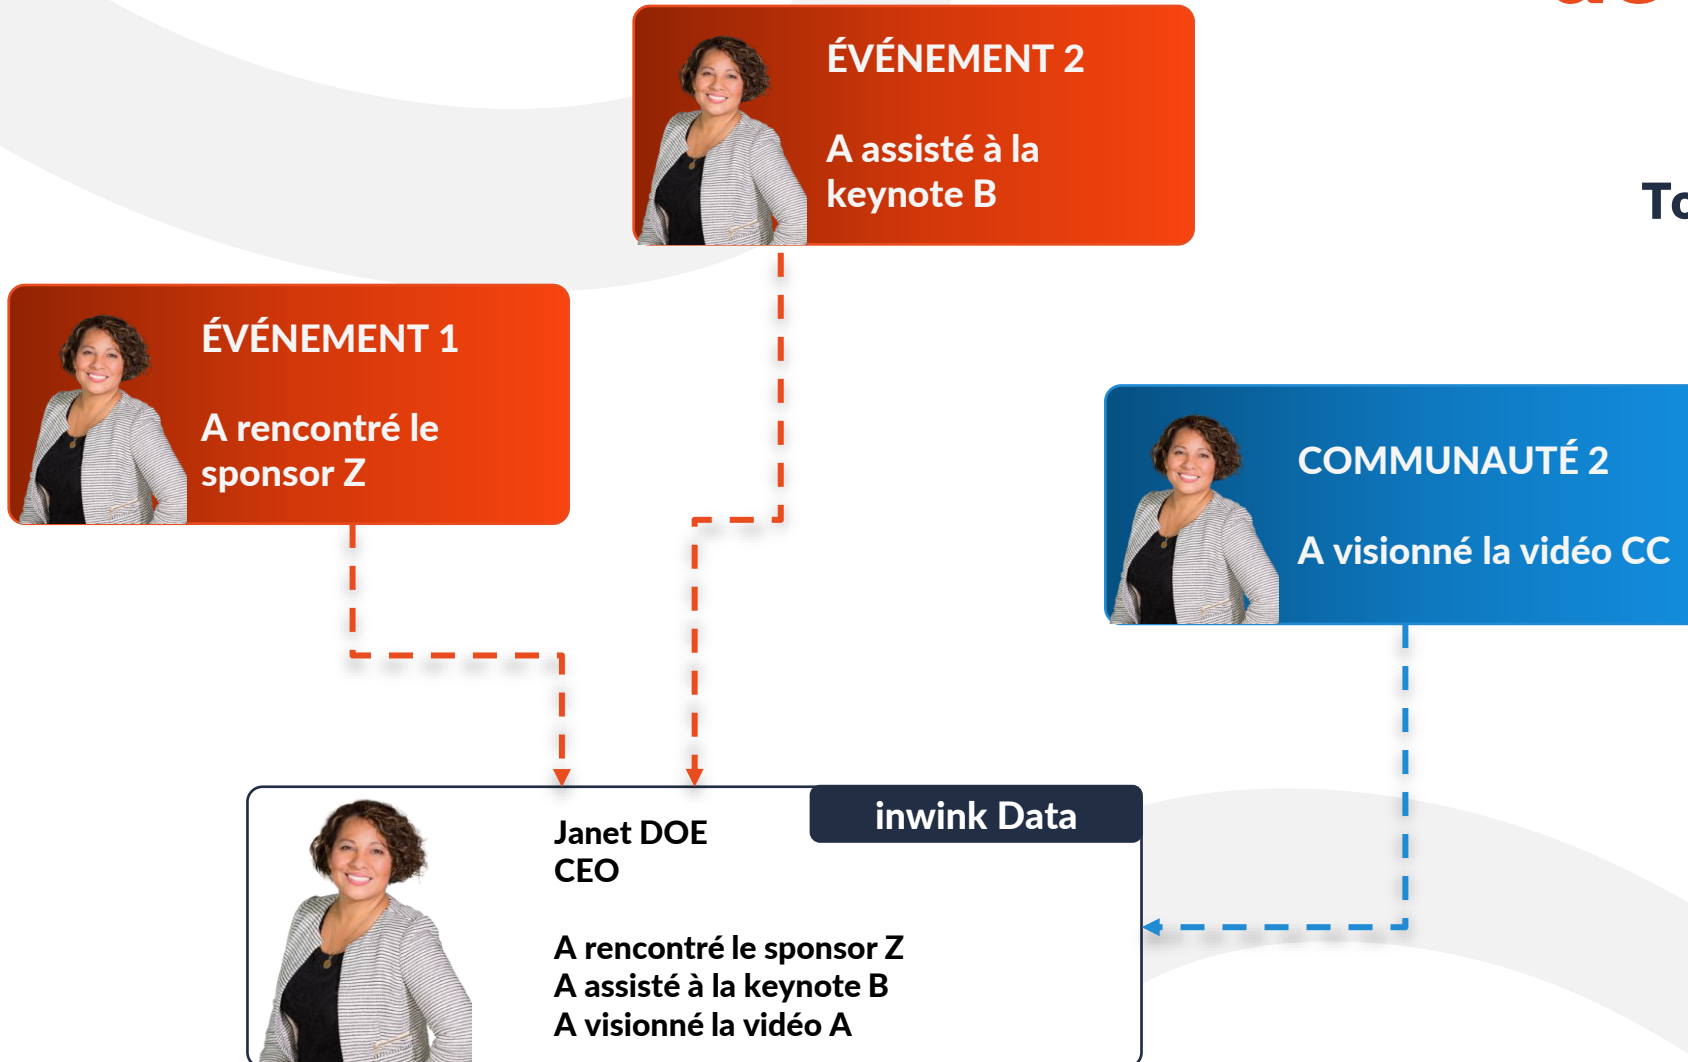 ÉVÉNEMENT 2
A assisté à la
keynote B
ÉVÉNEMENT 1
A rencontré le
sponsor Z
COMMUNAUTÉ 2
A visionné la vidéo CC
inwink Data
Janet DOE
CEO
A rencontré le sponsor Z
A assisté à la keynote B
A visionné la vidéo A